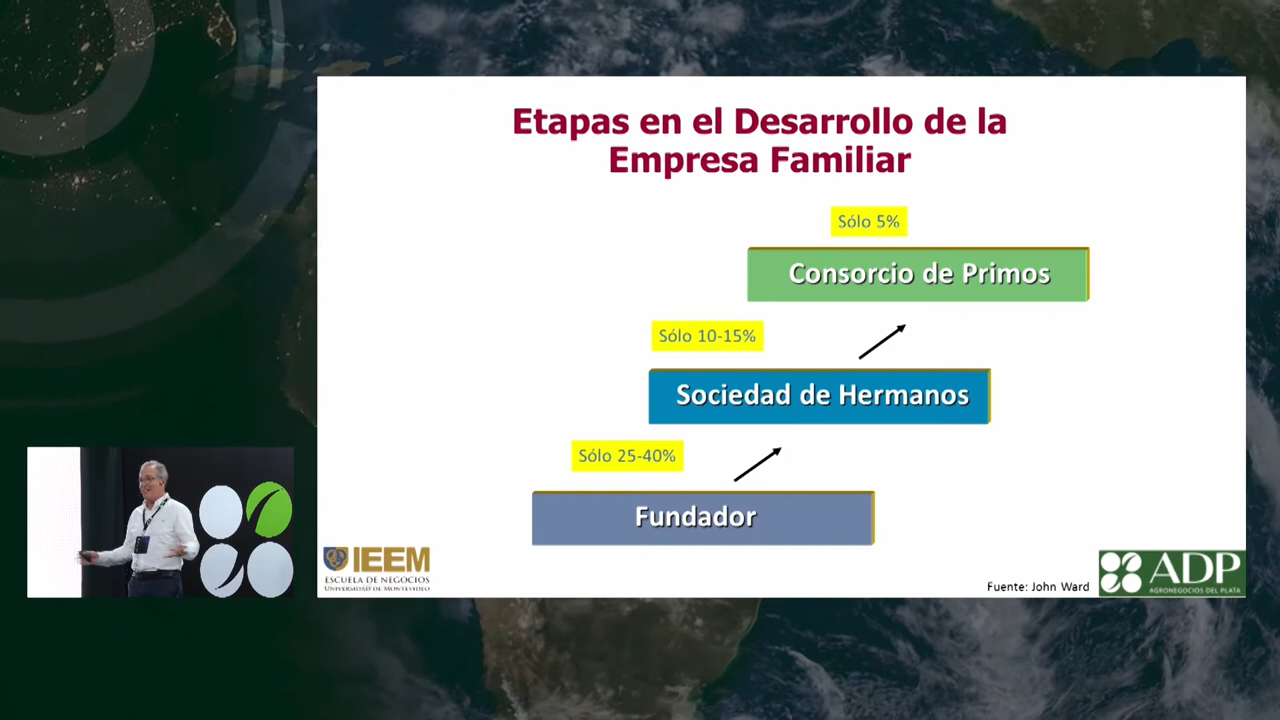 Etapas en el Desarrollo de la
Empresa Familiar
Sólo 5%
Consorcio de Primos
Sólo 10-15%
Sociedad de Hermanos
Sólo 25-40%
Fundador
IEEM
ESCUELA DE NEGOCIOS
UNIVERSIDAD DE MONTEVIDEO
Fuente: John Ward
ADP
AGRONEGOCIOS DEL PLATA